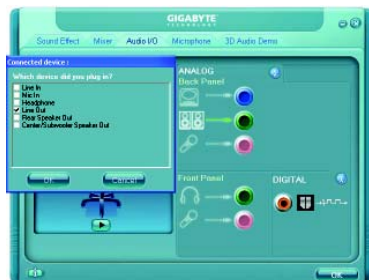 GIGABYTE
TECHNOLOGY
Sound Effect Mixer Audio I/O Microphone 3D Audio Demo
Connected device :
Which device did you plug in?
Line In
Mic In
Headphone
Line Out
Rear Speaker Out
Center/Subwoofer Speaker Out
OK Cancel
ANALOG
Back Panel
Front Panel
DIGITAL
OK